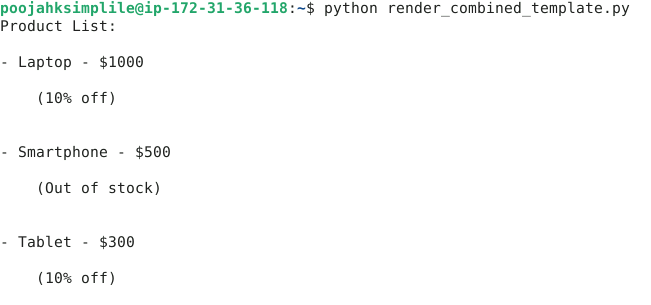 poojahksimplile@ip-172-31-36-118:~$ python render_combined_template.py
Product List:
- Laptop - $1000
(10% off)
- Smartphone - $500
(Out of stock)
- Tablet - $300
(10% off)